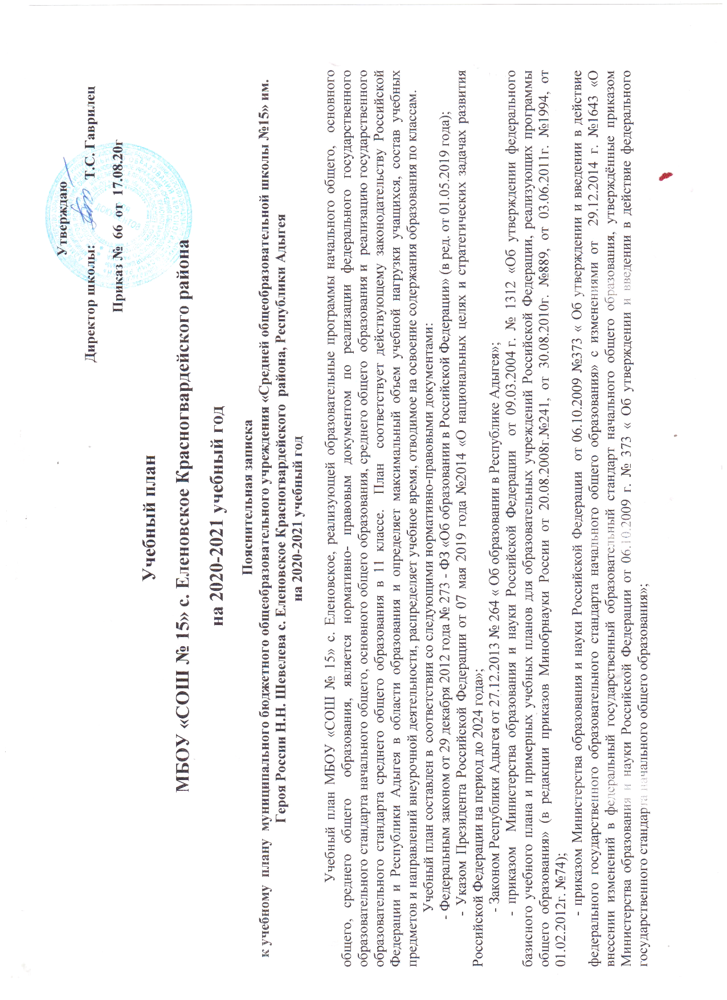 Утверждаю
Директор школы: Т.С. Гаврилец
Приказ № 66 от 17.08.20г
Учебный план
МБОУ «СОШ № 15» с. Еленовское Красногвардейского района
на 2020-2021 учебный год
Пояснительная записка
к учебному плану муниципального бюджетного общеобразовательного учреждения «Средней общеобразовательной школы №15» им.
Героя России Н.Н. Шевелева с. Еленовское Красногвардейского района, Республики Адыгея
на 2020-2021 учебный год
Учебный план МБОУ «СОШ № 15» с. Еленовское, реализующей образовательные программы начального общего, основного
общего, среднего общего образования, является нормативно- правовым документом по реализации федерального государственного
образовательного стандарта начального общего, основного общего образования, среднего общего образования и реализацию государственного
образовательного стандарта среднего общего образования в 11 классе. План соответствует действующему законодательству Российской
Федерации и Республики Адыгея в области образования и определяет максимальный объем учебной нагрузки учащихся, состав учебных
предметов и направлений внеурочной деятельности, распределяет учебное время, отводимое на освоение содержания образования по классам.
Учебный план составлен в соответствии со следующими нормативно-правовыми документами:
- Федеральным законом от 29 декабря 2012 года № 273 - ФЗ «Об образовании в Российской Федерации» (в ред. от 01.05.2019 года);
- Указом Президента Российской Федерации от 07 мая 2019 года №2014 «О национальных целях и стратегических задачах развития
Российской Федерации на период до 2024 года»;
- Законом Республики Адыгея от 27.12.2013 № 264 « Об образовании в Республике Адыгея»;
- приказом Министерства образования и науки Российской Федерации от 09.03.2004 г. № 1312 «Об утверждении федерального
базисного учебного плана и примерных учебных планов для образовательных учреждений Российской Федерации, реализующих программы
общего образования» (в редакции приказов Минобрнауки России от 20.08.2008г.№241, от 30.08.2010г. №889, от 03.06.2011г. №1994, от
01.02.2012г. №74);
- приказом Министерства образования и науки Российской Федерации от 06.10.2009 №373 « Об утверждении и введении в действие
федерального государственного образовательного стандарта начального общего образования» с изменениями от 29.12.2014 г. №1643 «О
внесении изменений в федеральный государственный образовательный стандарт начального общего образования, утверждённые приказом
Министерства образования и науки Российской Федерации от 06.10.2009 г. № 373 « Об утверждении и введении в действие федерального
государственного стандарта начального общего образования»;